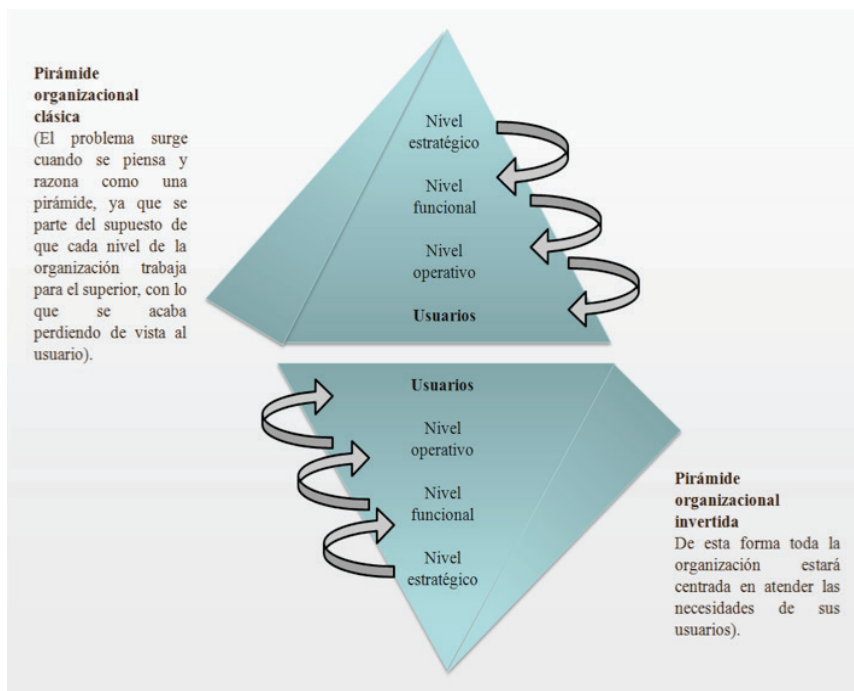 Pirámide
organizacional
clásica
(El problema surge
cuando se piensa y
razona como una
pirámide, ya que se
parte del supuesto de
que cada nivel de la
organización trabaja
para el superior, con lo
que se acaba
perdiendo de vista al
usuario).
Nivel
estratégico
Nivel
funcional
Nivel
operativo
Usuarios
Usuarios
Nivel
operativo
Nivel
funcional
Nivel
estratégico
Pirámide
organizacional
invertida
De esta forma toda la
organización estará
centrada en atender las
necesidades de sus
usuarios).